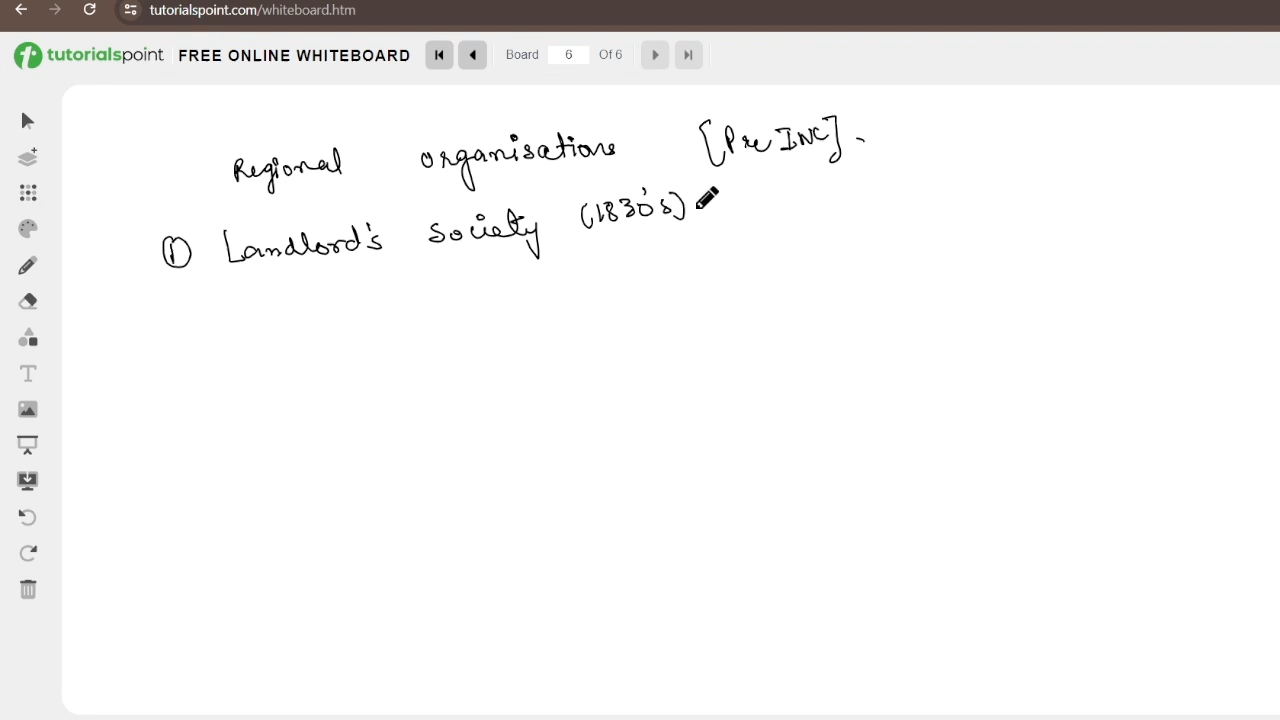 tutorialspoint.com/whiteboard.htm
tutorialspoint FREE ONLINE WHITEBOARD Board 6 Of 6
Regional organisations [Pre INC].
① Landlord's society (1830's)